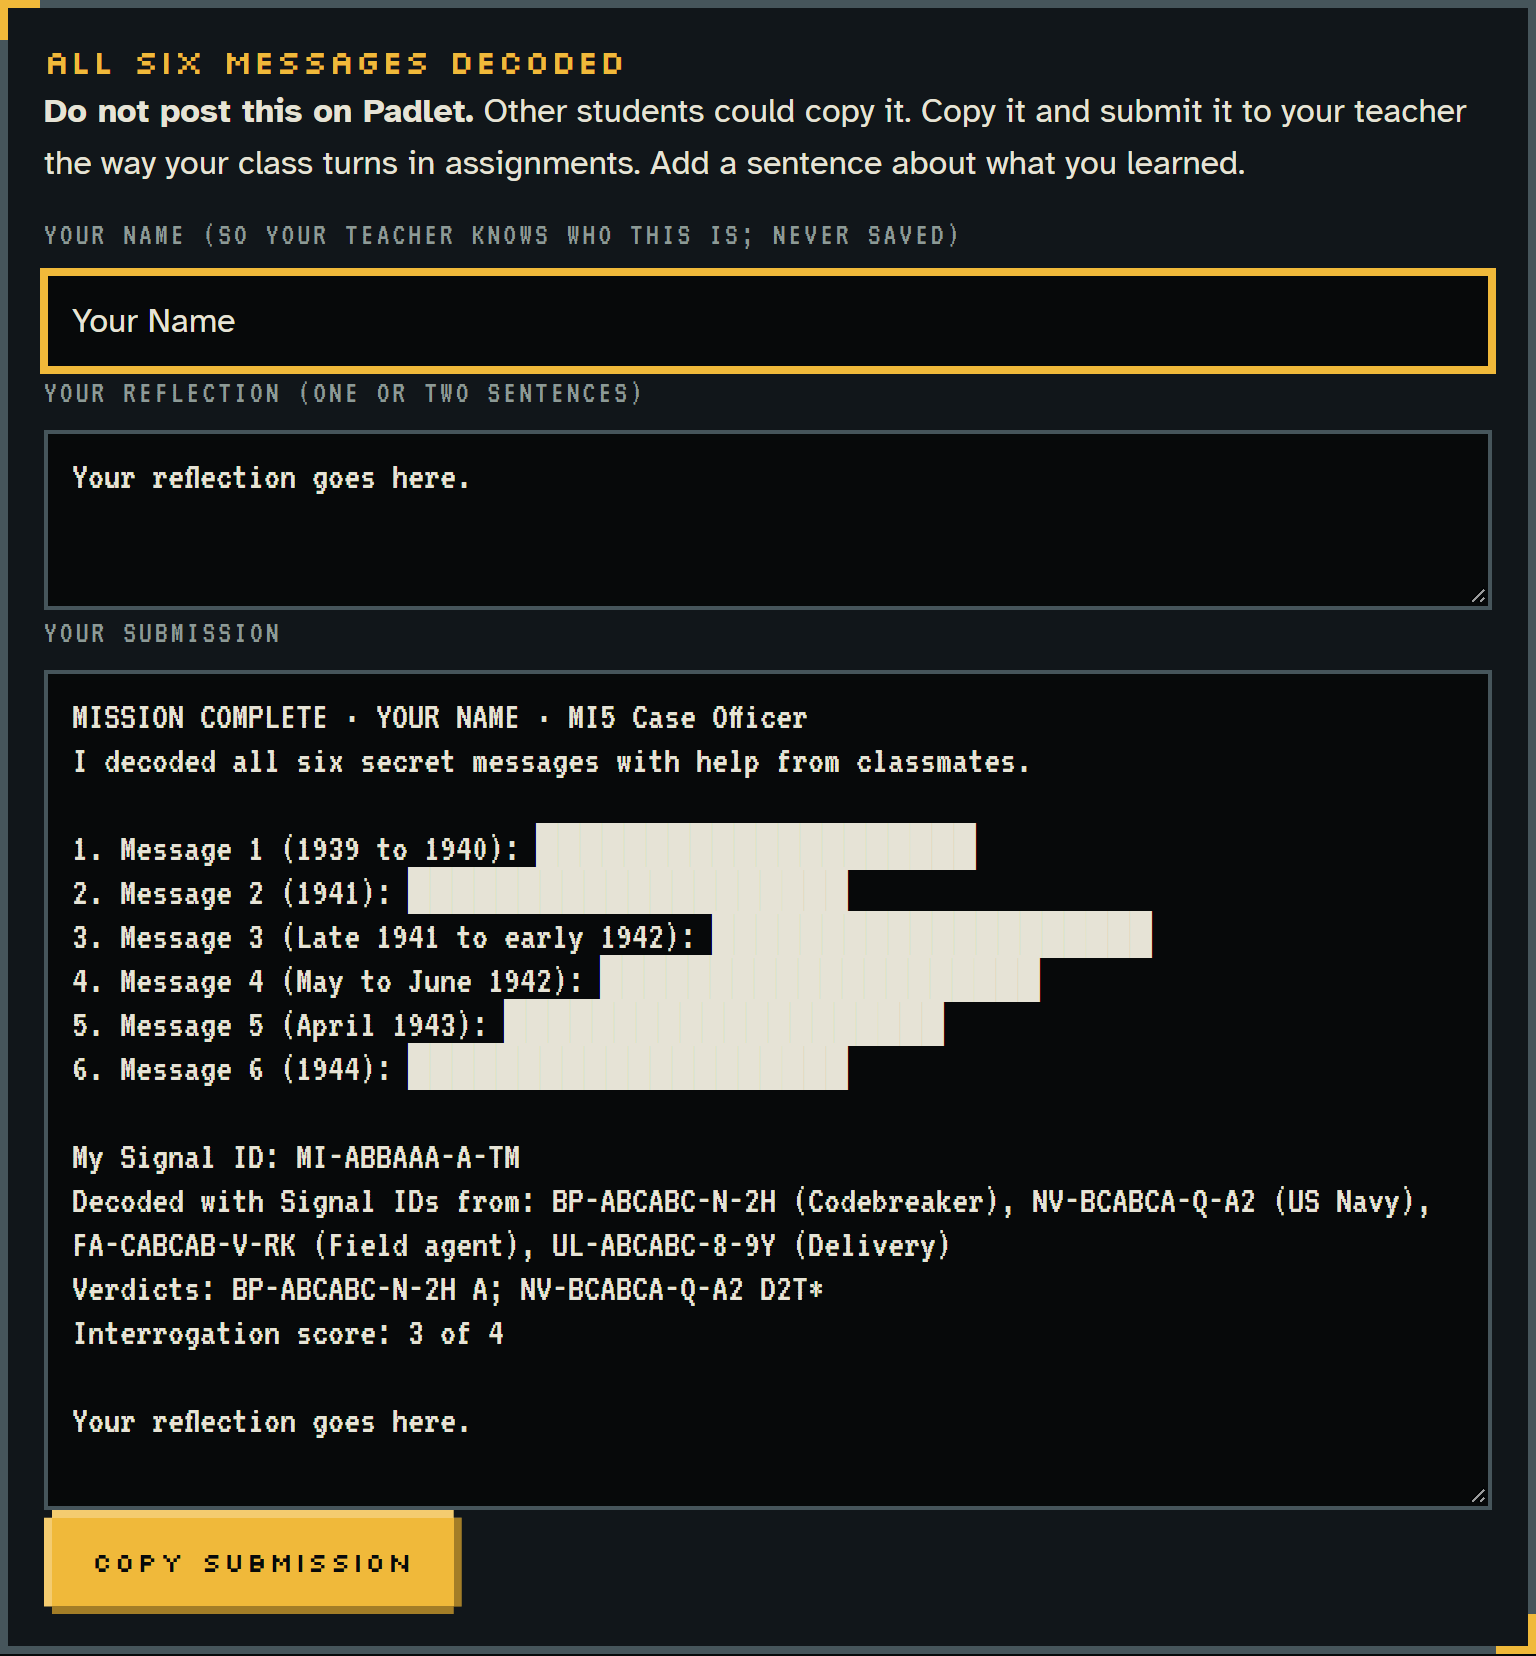 ALL SIX MESSAGES DECODED
Do not post this on Padlet. Other students could copy it. Copy it and submit it to your teacher
the way your class turns in assignments. Add a sentence about what you learned.
YOUR NAME (SO YOUR TEACHER KNOWS WHO THIS IS; NEVER SAVED)
Your Name
YOUR REFLECTION (ONE OR TWO SENTENCES)
Your reflection goes here.
YOUR SUBMISSION
MISSION COMPLETE · YOUR NAME · MI5 Case Officer
I decoded all six secret messages with help from classmates.
1. Message 1 (1939 to 1940):
2. Message 2 (1941):
3. Message 3 (Late 1941 to early 1942):
4. Message 4 (May to June 1942):
5. Message 5 (April 1943):
6. Message 6 (1944):
My Signal ID: MI-ABBAAA-A-TM
Decoded with Signal IDs from: BP-ABCABC-N-2H (Codebreaker), NV-BCABCA-Q-A2 (US Navy),
FA-CABCAB-V-RK (Field agent), UL-ABCABC-8-9Y (Delivery)
Verdicts: BP-ABCABC-N-2H A; NV-BCABCA-Q-A2 D2T*
Interrogation score: 3 of 4
Your reflection goes here.
COPY SUBMISSION